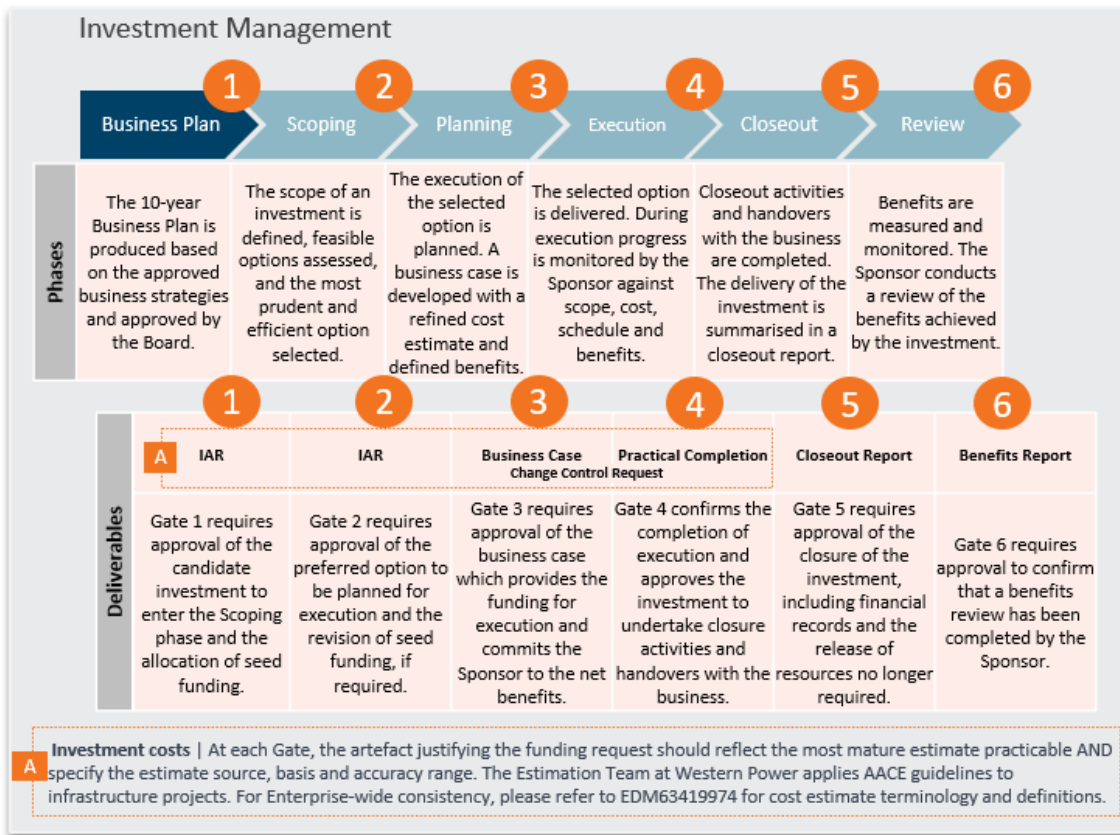 Investment Management
1
2
3
4
5
6
Business Plan
Scoping
Planning
Execution
Closeout
Review
Phases
The 10-year
Business Plan is
produced based
on the approved
business strategies
and approved by
the Board.
The scope of an
investment is
defined, feasible
options assessed,
and the most
prudent and
efficient option
selected.
The execution of
the selected
option is
planned. A
business case is
developed with a
refined cost
estimate and
defined benefits.
The selected option
is delivered. During
execution progress
is monitored by the
Sponsor against
scope, cost,
schedule and
benefits.
Closeout activities
and handovers
with the business
are completed.
The delivery of the
investment is
summarised in a
closeout report.
Benefits are
measured and
monitored. The
Sponsor conducts
a review of the
benefits achieved
by the investment.
1
2
3
4
5
6
Deliverables
A
IAR
IAR
Business Case
Practical Completion
Change Control Request
Closeout Report
Benefits Report
Gate 1 requires
approval of the
candidate
investment to
enter the Scoping
phase and the
allocation of seed
funding.
Gate 2 requires
approval of the
preferred option to
be planned for
execution and the
revision of seed
funding, if
required.
Gate 3 requires
approval of the
business case
which provides the
funding for
execution and
commits the
Sponsor to the net
benefits.
Gate 4 confirms the
completion of
execution and
approves the
investment to
undertake closure
activities and
handovers with the
business.
Gate 5 requires
approval of the
closure of the
investment,
including financial
records and the
release of
resources no longer
required.
Gate 6 requires
approval to confirm
that a benefits
review has been
completed by the
Sponsor.
A
Investment costs | At each Gate, the artefact justifying the funding request should reflect the most mature estimate practicable AND
specify the estimate source, basis and accuracy range. The Estimation Team at Western Power applies AACE guidelines to
infrastructure projects. For Enterprise-wide consistency, please refer to EDM63419974 for cost estimate terminology and definitions.